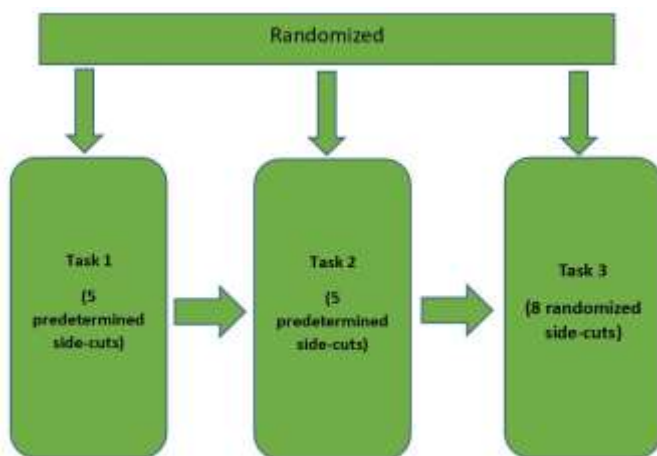 Randomized
Task 1
(5
predetermined
side-cuts)
Task 2
(5
predetermined
side-cuts)
Task 3
(8 randomized
side-cuts)